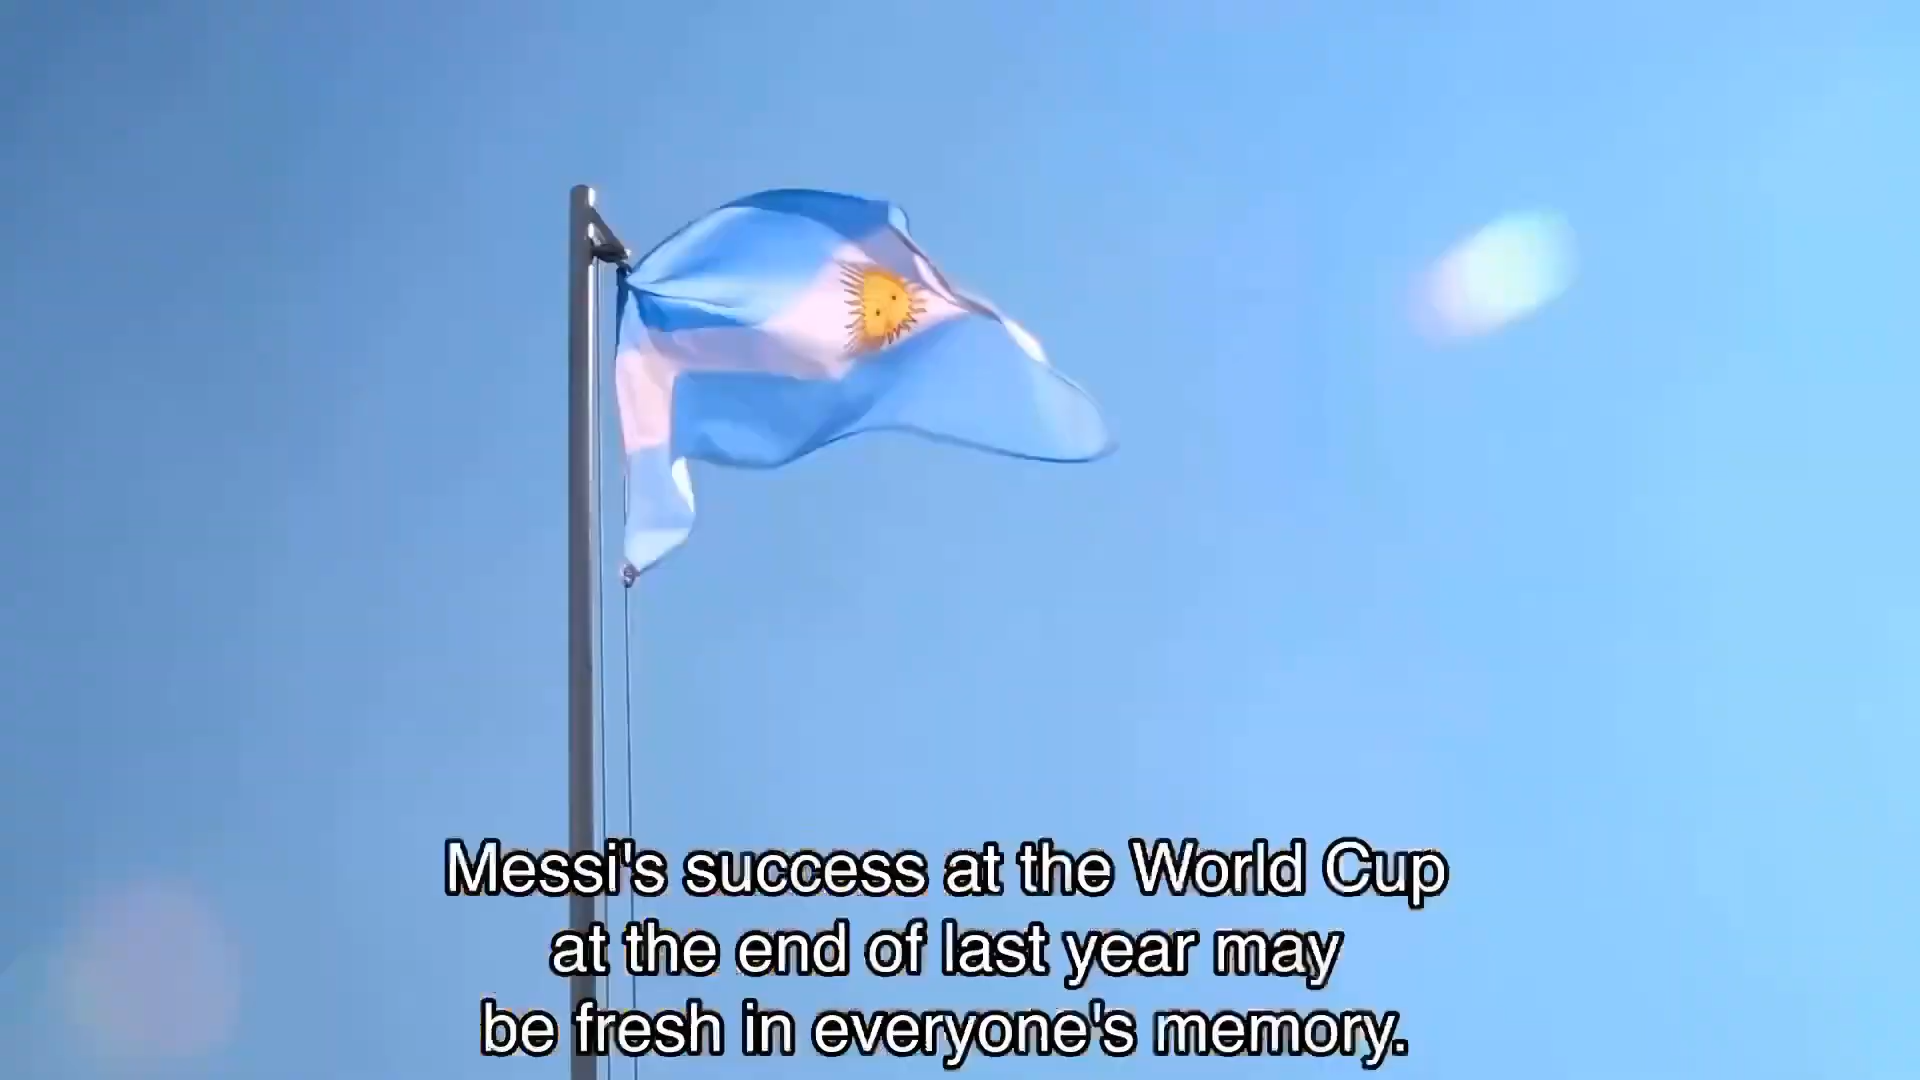 Messi's success at the World Cup
at the end of last year may
be fresh in everyone's memory.